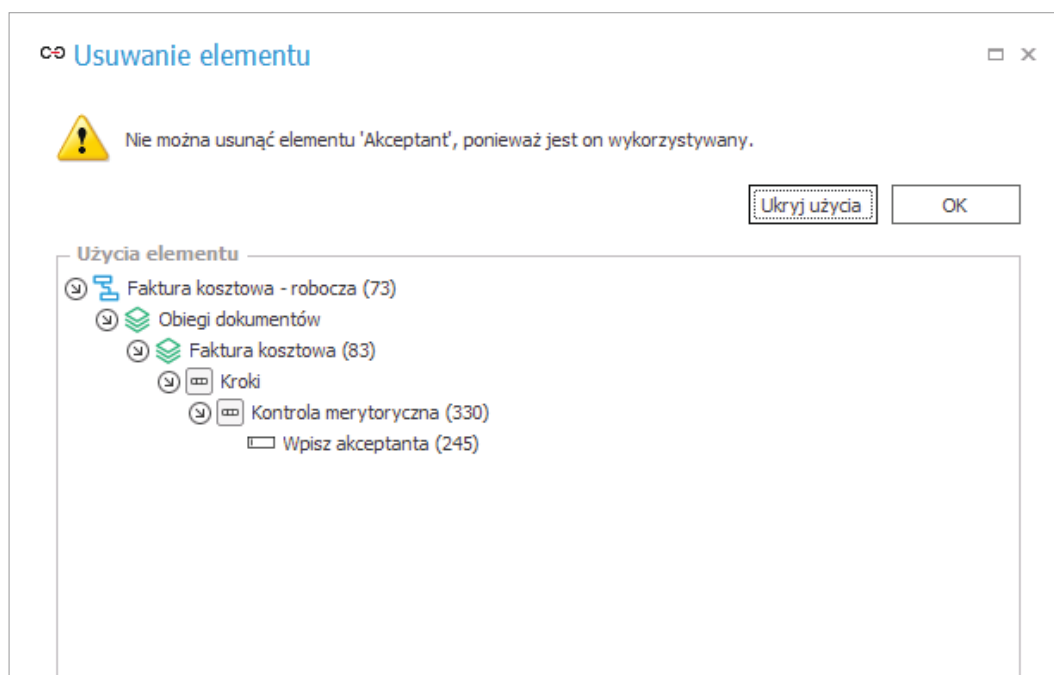 Usuwanie elementu
Nie można usunąć elementu 'Akceptant', ponieważ jest on wykorzystywany.
Ukryj użycia OK
Użycia elementu
Faktura kosztowa - robocza (73)
Obiegi dokumentów
Faktura kosztowa (83)
Kroki
Kontrola merytoryczna (330)
Wpisz akceptanta (245)